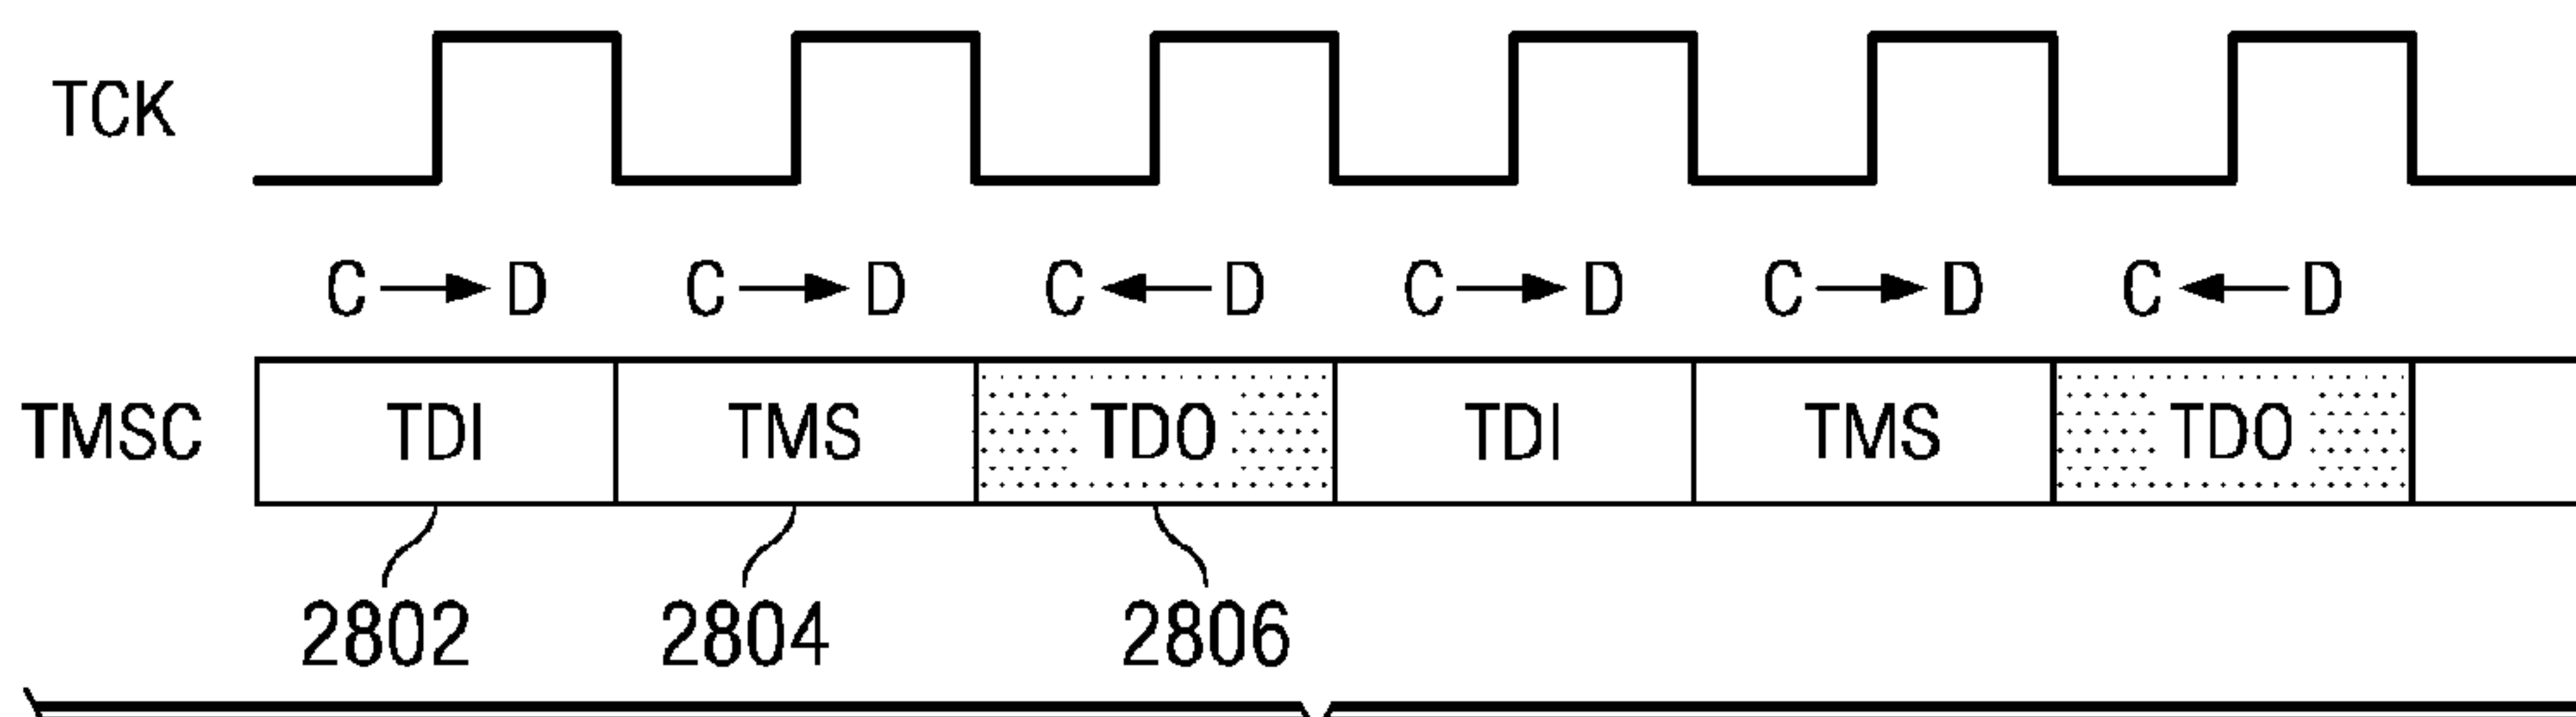 TCK
C → D C → D C ← D C → D C → D C ← D
TMSC TDI TMS TDO TDI TMS TDO
2802 2804 2806